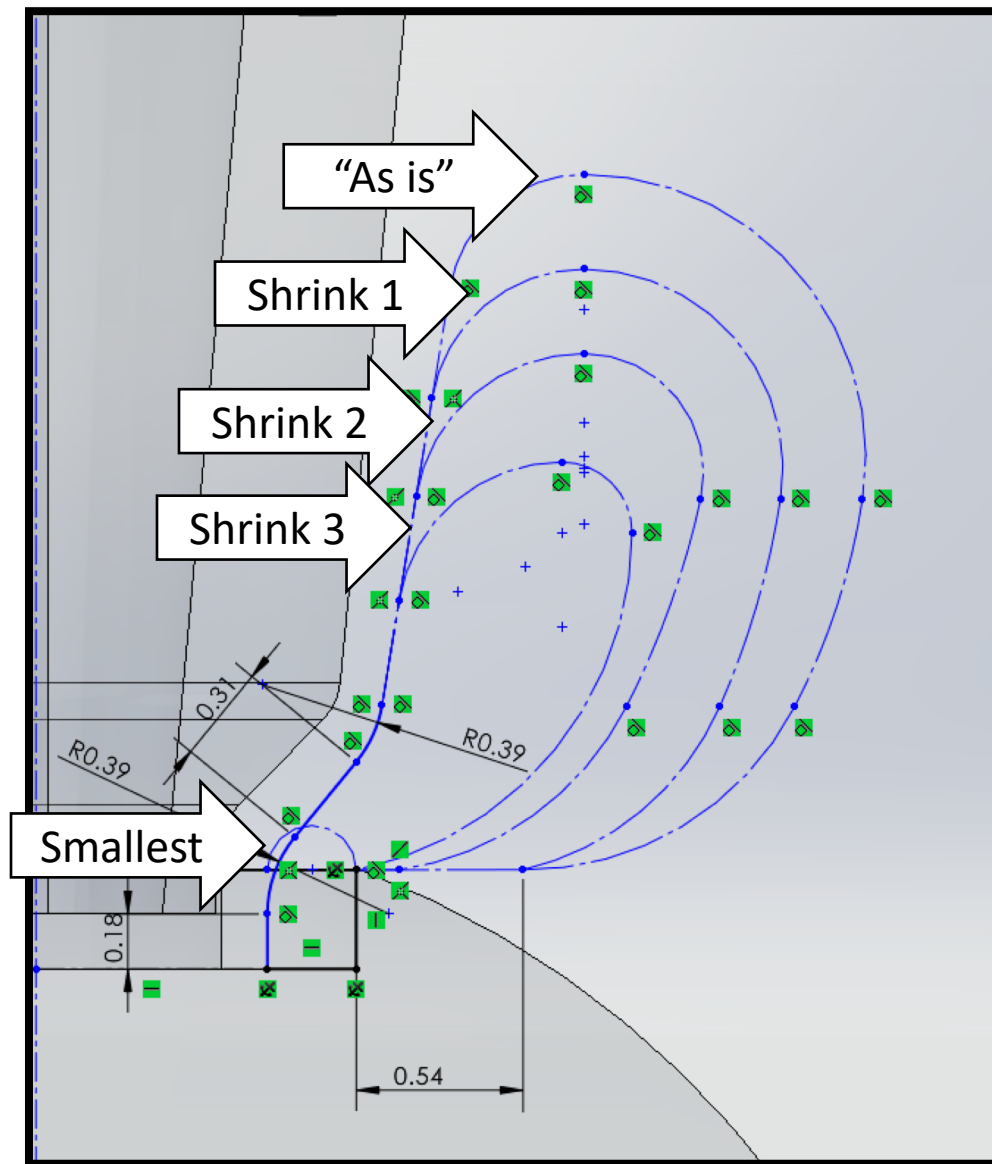 “As is”
Shrink 1
Shrink 2
Shrink 3
0.31
R0.39
R0.39
Smallest
0.18
0.54